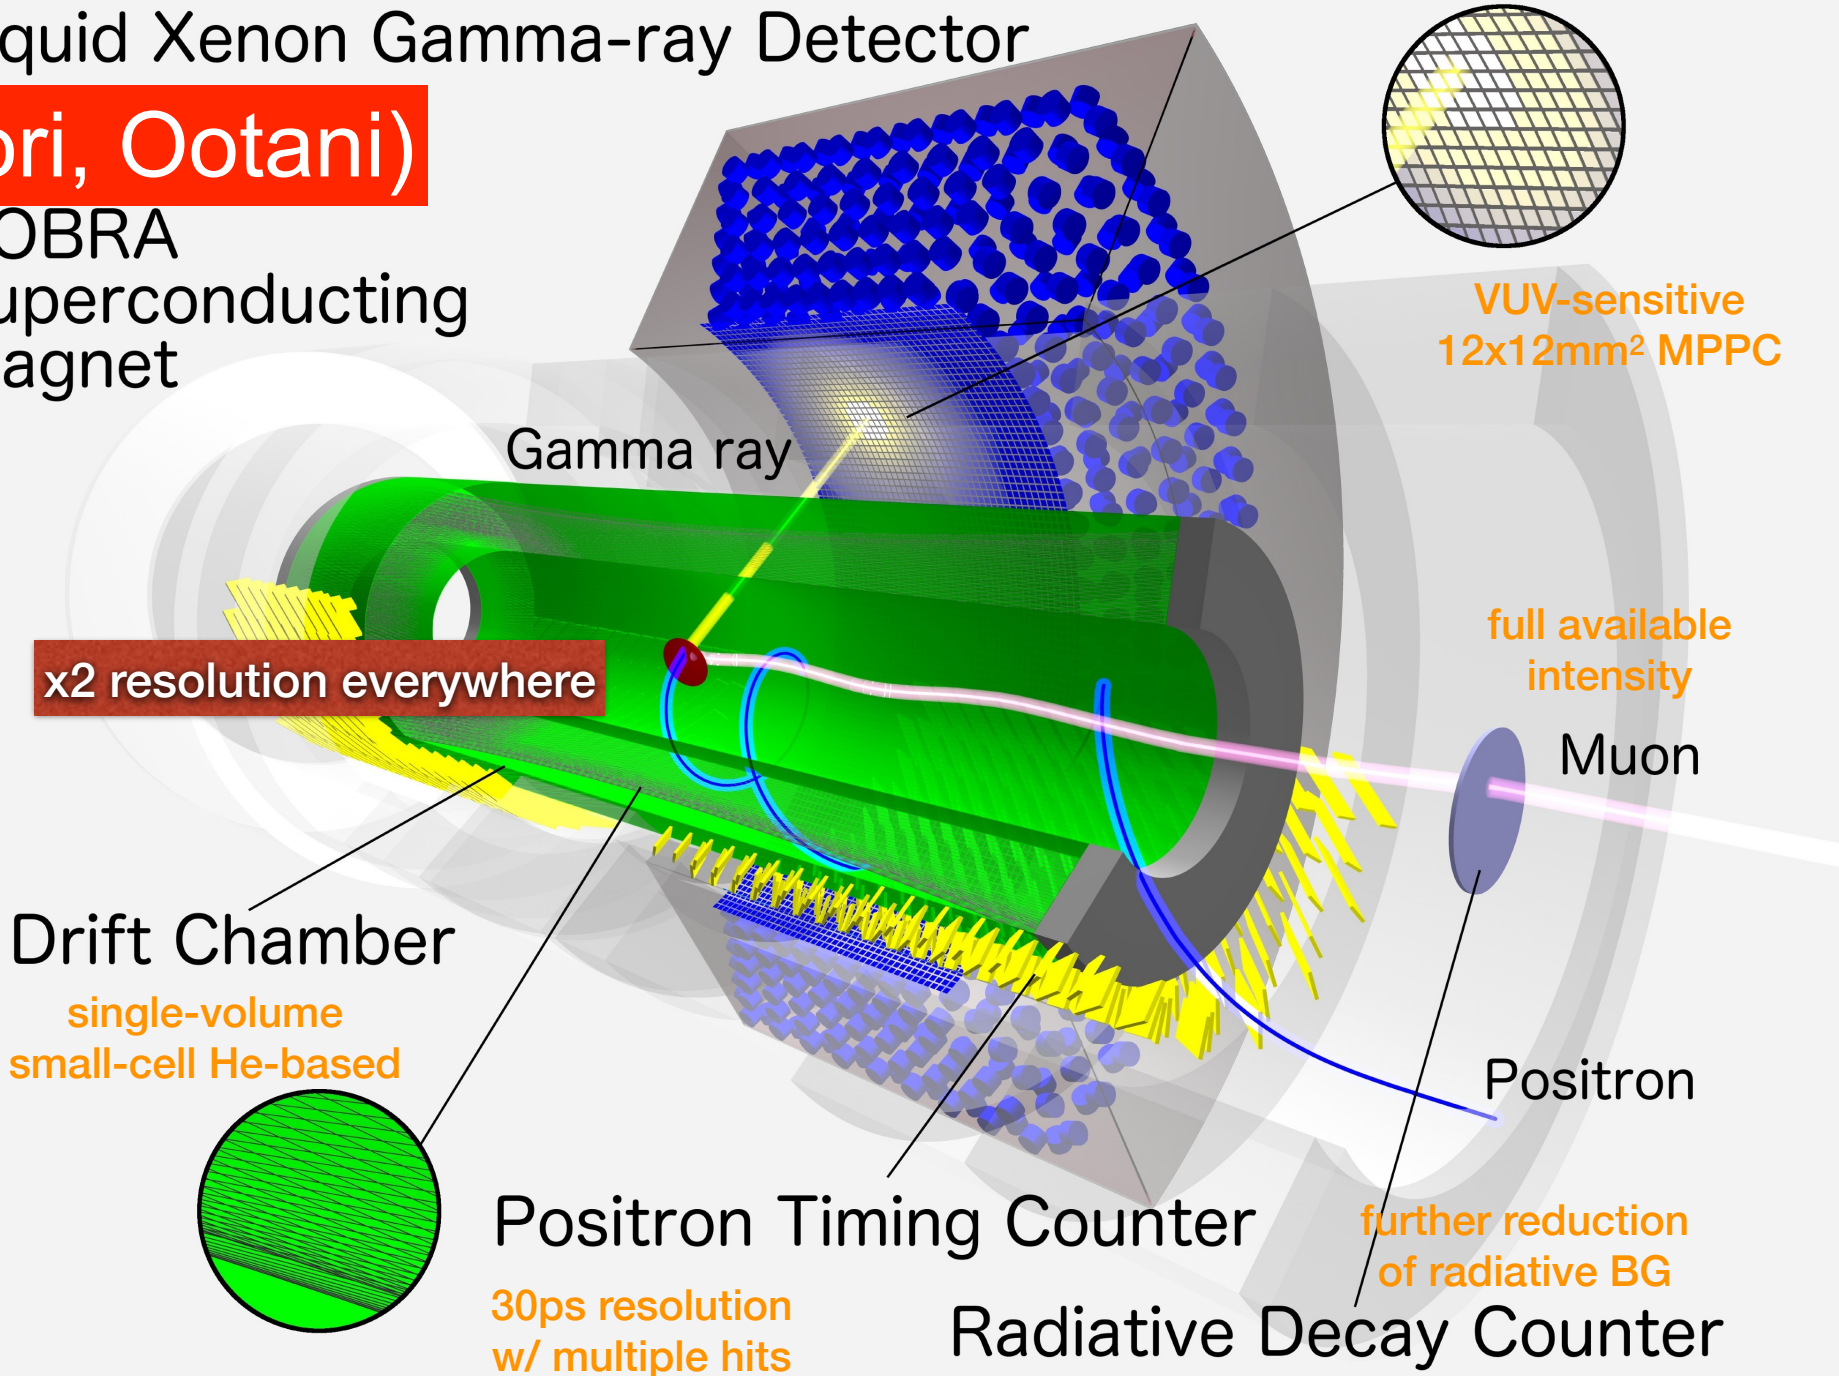 quid Xenon Gamma-ray Detector
ori, Ootani)
OBRA
uperconducting
agnet
VUV-sensitive
12x12mm² MPPC
Gamma ray
full available
intensity
x2 resolution everywhere
Muon
Drift Chamber
single-volume
small-cell He-based
Positron
Positron Timing Counter
30ps resolution
w/ multiple hits
further reduction
of radiative BG
Radiative Decay Counter